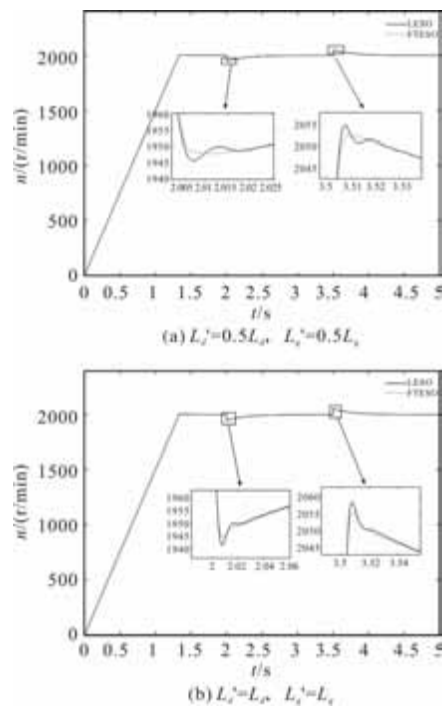 LESO
FTESO
2000
1500
1000
500
0
n/(r/min)
1960
1955
1950
1945
1940
2.005 2.01 2.015 2.02 2.025
2055
2050
2045
3.5 3.51 3.52 3.53
0 0.5 1 1.5 2 2.5 3 3.5 4 4.5 5
t/s
(a) L_d'=0.5L_d, L_q'=0.5L_q
LESO
FTESO
2000
1500
1000
500
0
n/(r/min)
1960
1955
1950
1945
1940
2 2.02 2.04 2.06
2060
2055
2050
2045
3.5 3.52 3.54
0 0.5 1 1.5 2 2.5 3 3.5 4 4.5 5
t/s
(b) L_d'=L_d, L_q'=L_q